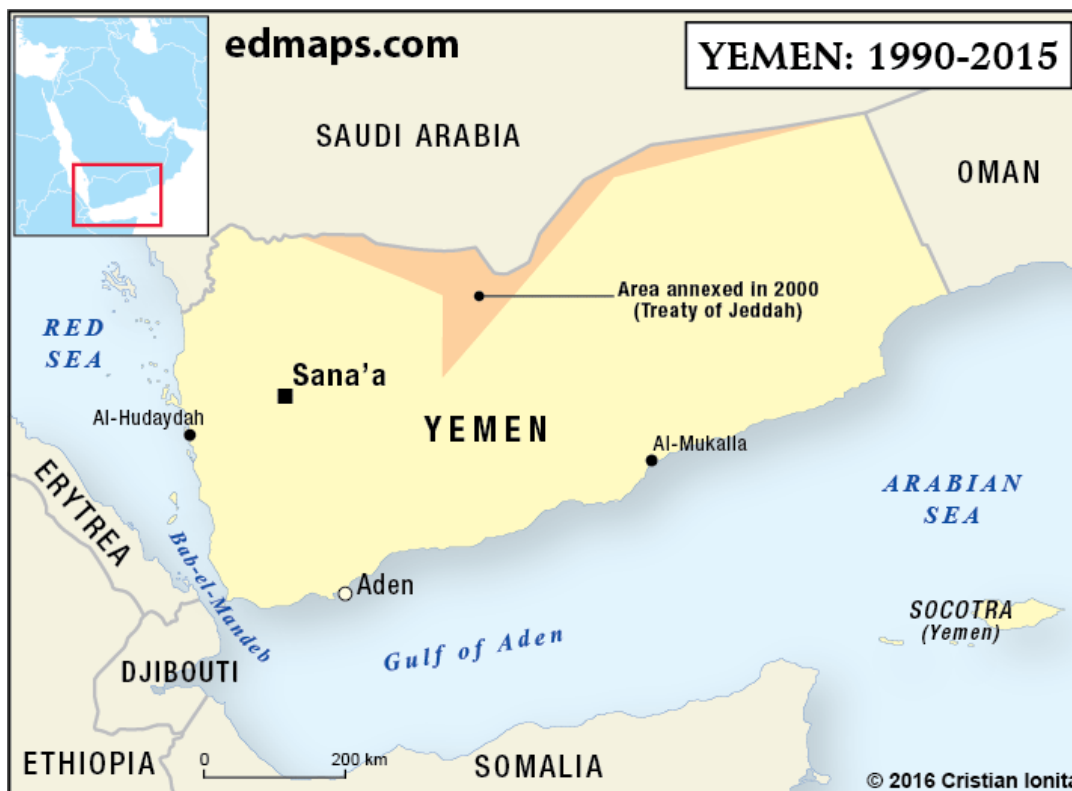 edmaps.com
YEMEN: 1990-2015
SAUDI ARABIA
OMAN
Area annexed in 2000
(Treaty of Jeddah)
RED
SEA
Sana'a
Al-Hudaydah
YEMEN
Al-Mukalla
ARABIAN
SEA
ERYTREA
Bab-el-Mandeb
Aden
SOCOTRA
(Yemen)
Gulf of Aden
DJIBOUTI
ETHIOPIA
0 200 km
SOMALIA
© 2016 Cristian Ionita